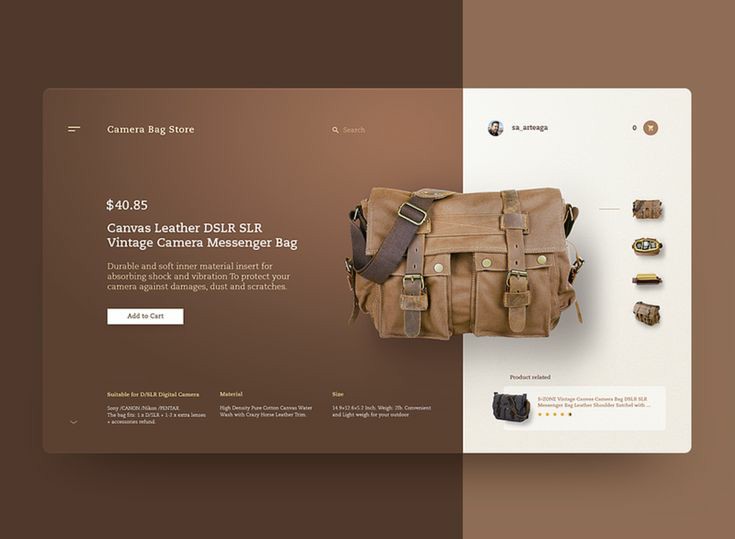 Camera Bag Store
Search
sa_arteaga
0
$40.85
Canvas Leather DSLR SLR
Vintage Camera Messenger Bag
Durable and soft inner material insert for
absorbing shock and vibration To protect your
camera against damages, dust and scratches.
Add to Cart
Suitable for D/SLR Digital Camera
Sony /CANON /Nikon /PENTAX
The bag fits: 1 x D/SLR + 1-3 x extra lenses
+ accessories refund.
Material
High Density Pure Cotton Canvas Water
Wash with Crazy Horse Leather Trim.
Size
14.9×12.6×5.2 Inch. Weigh: 2lb. Convenient
and Light weigh for your outdoor
Product related
S-ZONE Vintage Canvas Camera Bag DSLR SLR
Messenger Bag Leather Shoulder Satchel with ...